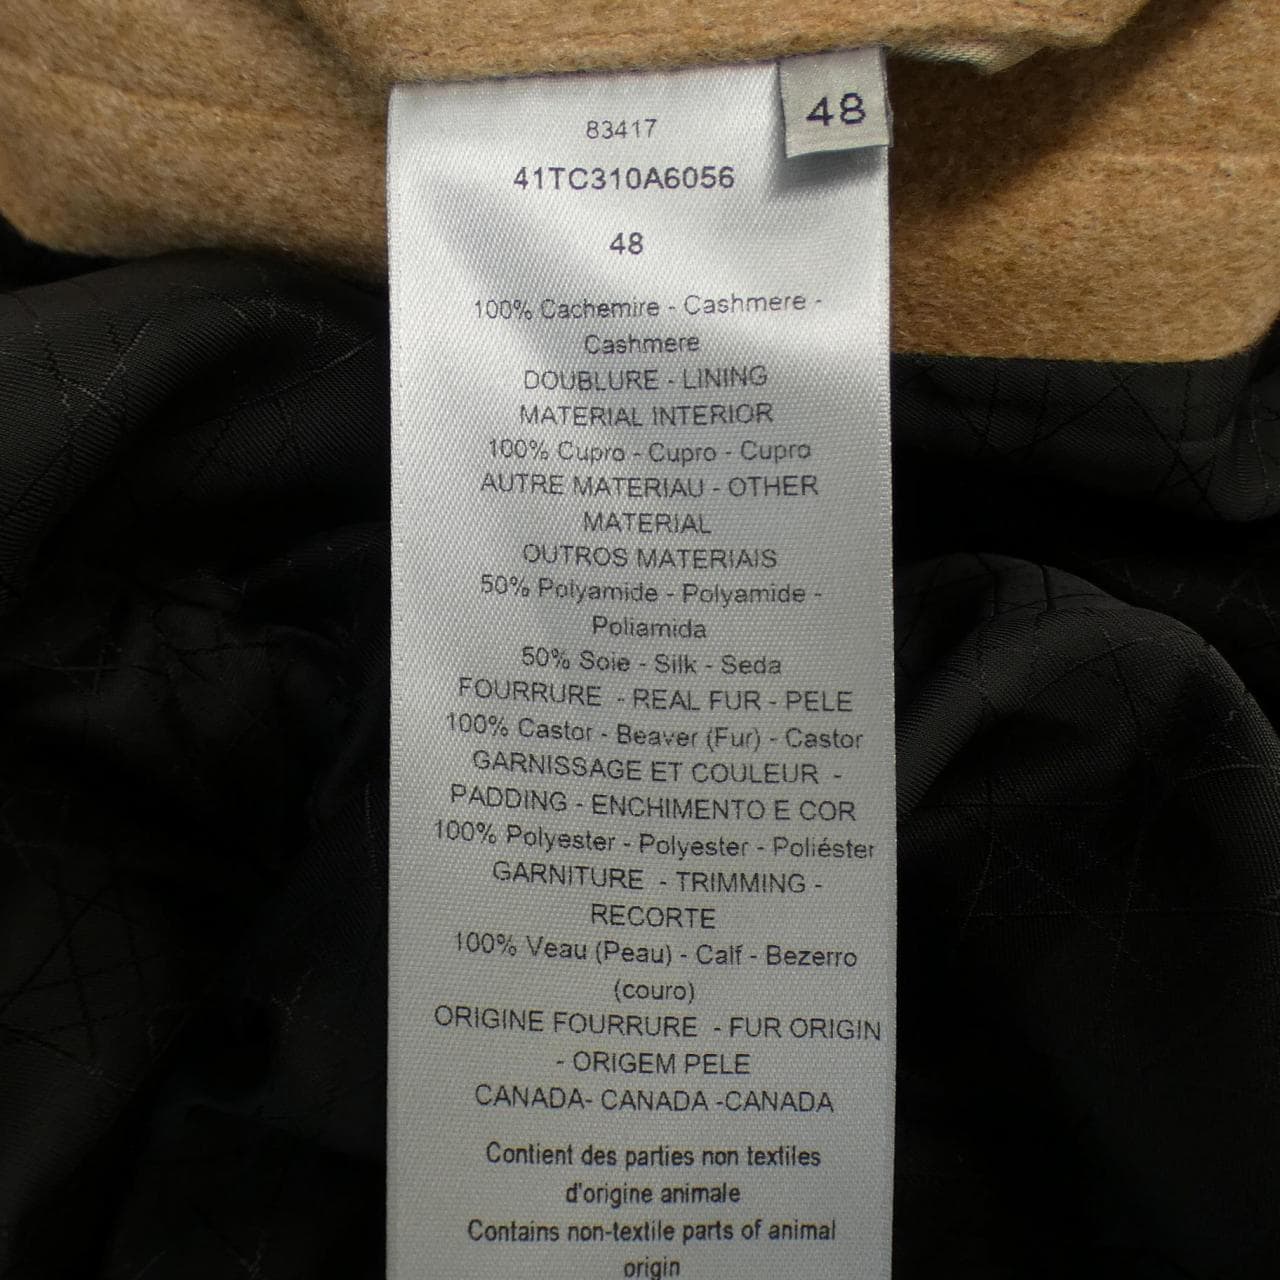 48
83417
41TC310A6056
48
100% Cachemire - Cashmere -
Cashmere
DOUBLURE - LINING
MATERIAL INTERIOR
100% Cupro - Cupro - Cupro
AUTRE MATERIAU - OTHER
MATERIAL
OUTROS MATERIAIS
50% Polyamide - Polyamide -
Poliamida
50% Soie - Silk - Seda
FOURRURE - REAL FUR - PELE
100% Castor - Beaver (Fur) - Castor
GARNISSAGE ET COULEUR -
PADDING - ENCHIMENTO E COR
100% Polyester - Polyester - Poliéster
GARNITURE - TRIMMING -
RECORTE
100% Veau (Peau) - Calf - Bezerro
(couro)
ORIGINE FOURRURE - FUR ORIGIN
- ORIGEM PELE
CANADA- CANADA -CANADA
Contient des parties non textiles
d'origine animale
Contains non-textile parts of animal
origin